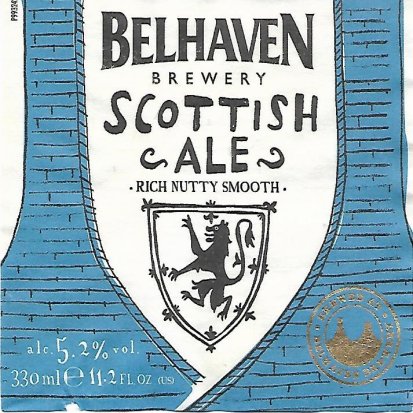 BELHAVEN
BREWERY
SCOTTISH
ALE
· RICH NUTTY SMOOTH ·
alc. 5.2% vol.
330ml e 11.2 FL OZ (US)